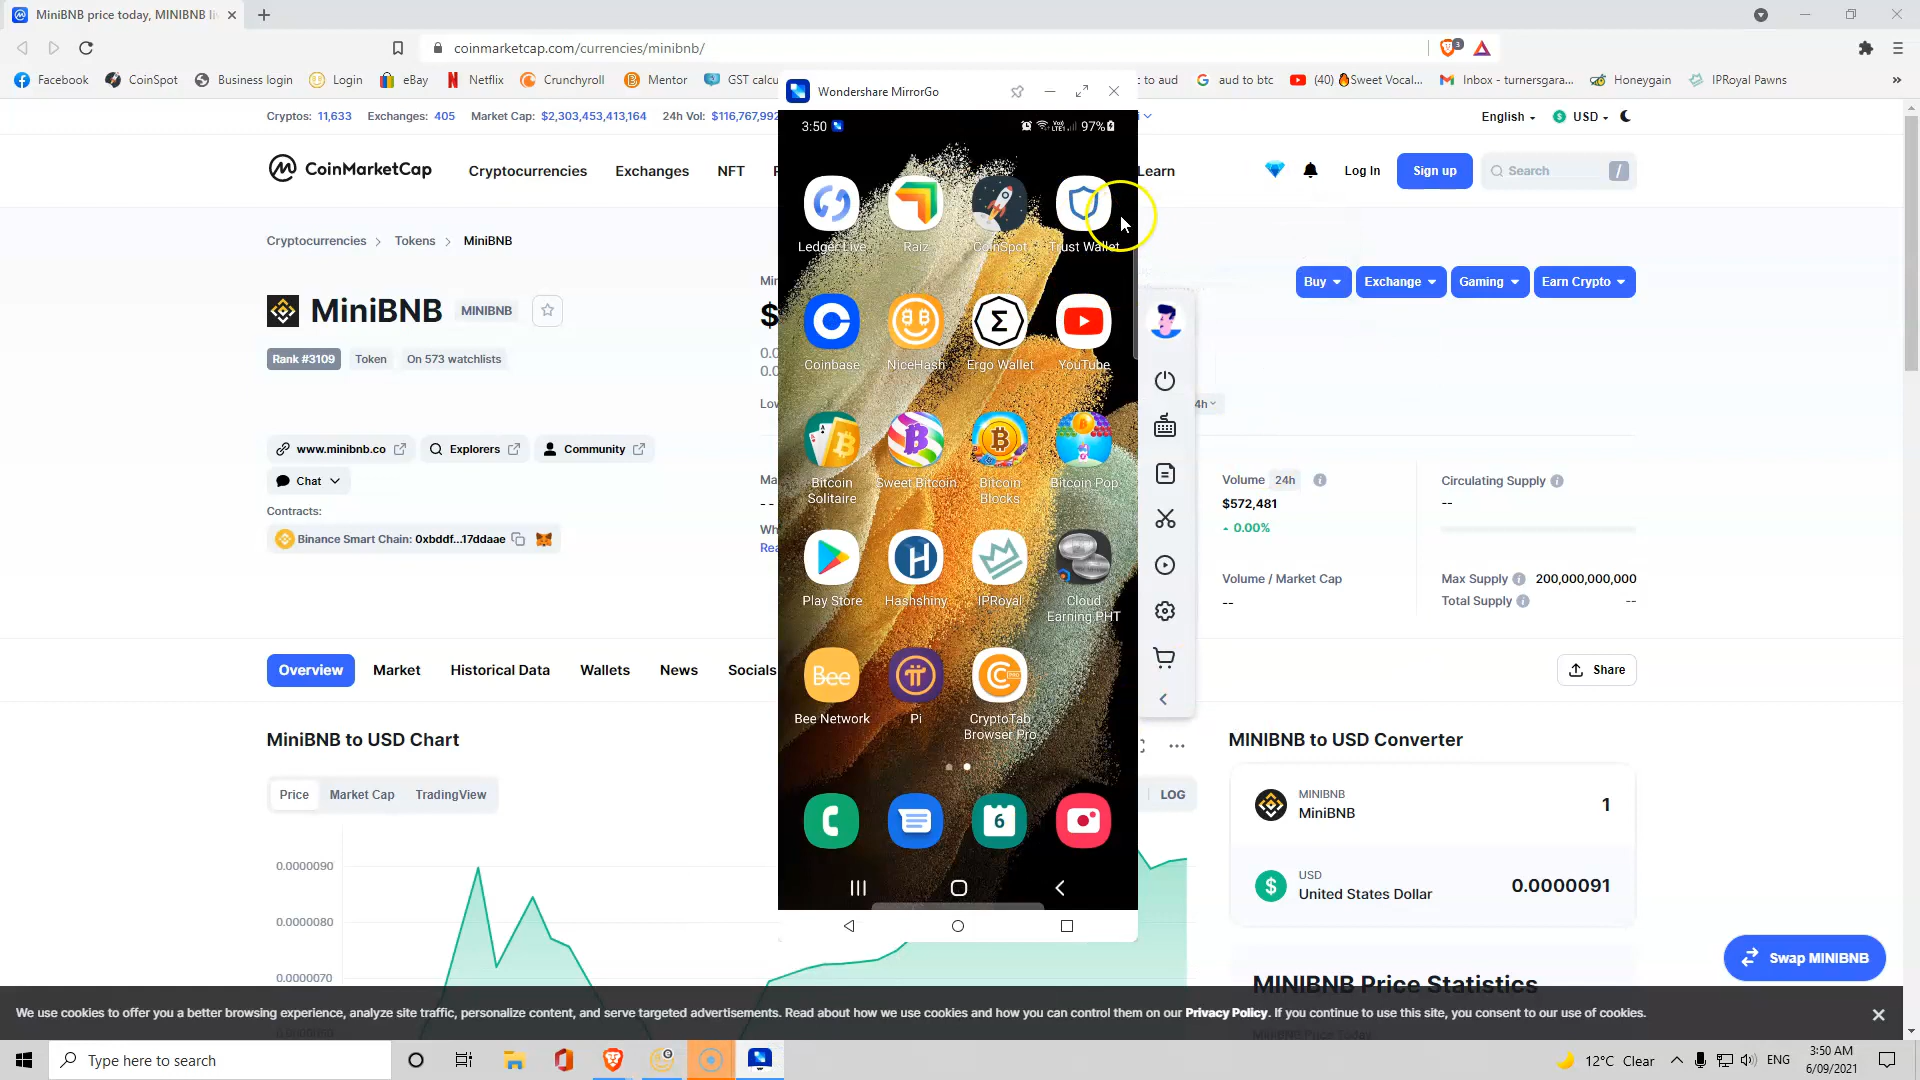 MiniBNB price today, MINIBNB li
coinmarketcap.com/currencies/minibnb/
3
Facebook
CoinSpot
Business login
Login
eBay
Netflix
Crunchyroll
Mentor
GST calcu
to aud
aud to btc
(40) 🔥Sweet Vocal...
Inbox - turnersgara...
Honeygain
IPRoyal Pawns
»
Cryptos: 11,633
Exchanges: 405
Market Cap: $2,303,453,413,164
24h Vol: $116,767,992
English
USD
CoinMarketCap
Cryptocurrencies
Exchanges
NFT
Learn
Log In
Sign up
Search
/
Cryptocurrencies > Tokens > MiniBNB
MiniBNB
MINIBNB
Rank #3109
Token
On 573 watchlists
www.minibnb.co
Explorers
Community
Chat
Contracts:
Binance Smart Chain: 0xbddf...17ddaae
Buy
Exchange
Gaming
Earn Crypto
Volume 24h
$572,481
0.00%
Volume / Market Cap
--
Circulating Supply
--
Max Supply 200,000,000,000
Total Supply --
Overview
Market
Historical Data
Wallets
News
Socials
Share
MiniBNB to USD Chart
Price
Market Cap
TradingView
LOG
0.0000090
0.0000080
0.0000070
MINIBNB to USD Converter
MINIBNB
MiniBNB
1
USD
United States Dollar
0.0000091
MINIBNB Price Statistics
Swap MINIBNB
Wondershare MirrorGo
3:50
97%
Ledger Live
Raiz
CoinSpot
Trust Wallet
Coinbase
NiceHash
Ergo Wallet
YouTube
Bitcoin
Solitaire
Sweet Bitcoin
Bitcoin
Blocks
Bitcoin Pop
Play Store
Hashshiny
IPRoyal
Cloud
Earning PHT
Bee
Bee Network
Pi
CryptoTab
Browser Pro
6
We use cookies to offer you a better browsing experience, analyze site traffic, personalize content, and serve targeted advertisements. Read about how we use cookies and how you can control them on our Privacy Policy. If you continue to use this site, you consent to our use of cookies.
Type here to search
12°C Clear
ENG
3:50 AM
6/09/2021